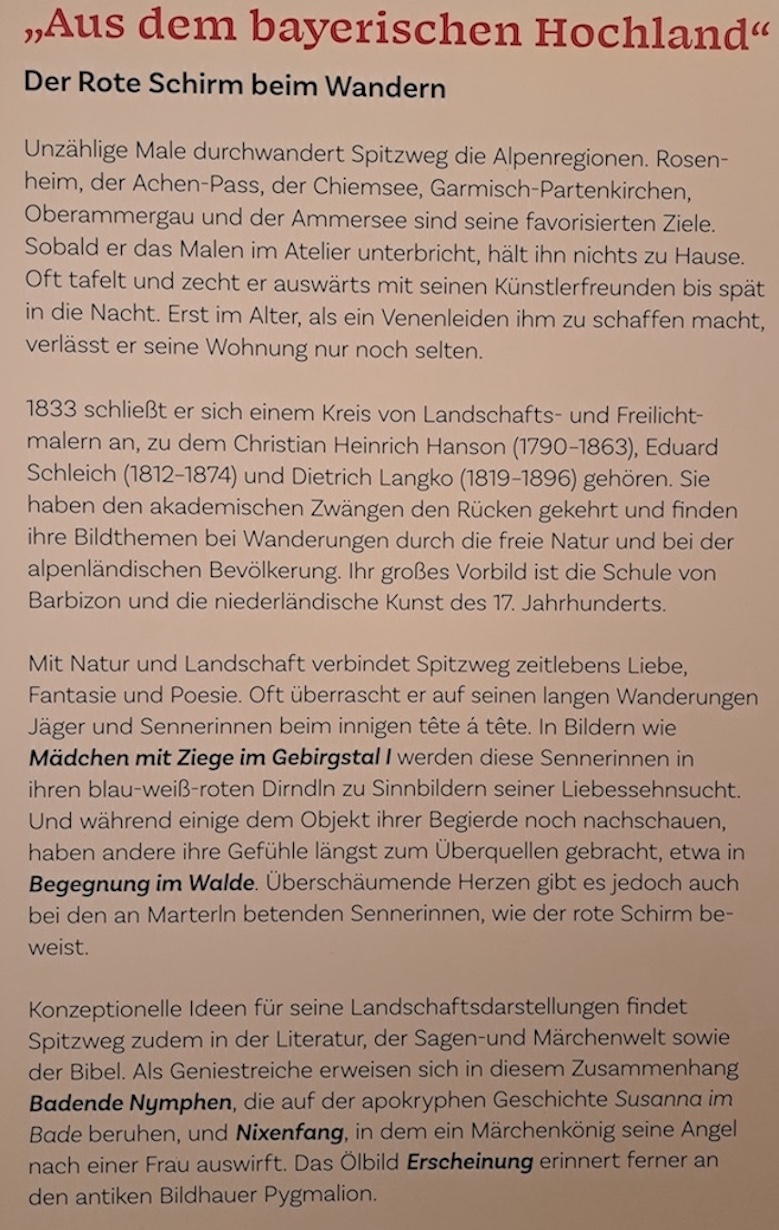 „Aus dem bayerischen Hochland“
Der Rote Schirm beim Wandern
Unzählige Male durchwandert Spitzweg die Alpenregionen. Rosen-
heim, der Achen-Pass, der Chiemsee, Garmisch-Partenkirchen,
Oberammergau und der Ammersee sind seine favorisierten Ziele.
Sobald er das Malen im Atelier unterbricht, hält ihn nichts zu Hause.
Oft tafelt und zecht er auswärts mit seinen Künstlerfreunden bis spät
in die Nacht. Erst im Alter, als ein Venenleiden ihm zu schaffen macht,
verlässt er seine Wohnung nur noch selten.
1833 schließt er sich einem Kreis von Landschafts- und Freilicht-
malern an, zu dem Christian Heinrich Hanson (1790–1863), Eduard
Schleich (1812–1874) und Dietrich Langko (1819–1896) gehören. Sie
haben den akademischen Zwängen den Rücken gekehrt und finden
ihre Bildthemen bei Wanderungen durch die freie Natur und bei der
alpenländischen Bevölkerung. Ihr großes Vorbild ist die Schule von
Barbizon und die niederländische Kunst des 17. Jahrhunderts.
Mit Natur und Landschaft verbindet Spitzweg zeitlebens Liebe,
Fantasie und Poesie. Oft überrascht er auf seinen langen Wanderungen
Jäger und Sennerinnen beim innigen tête á tête. In Bildern wie
Mädchen mit Ziege im Gebirgstal I werden diese Sennerinnen in
ihren blau-weiß-roten Dirndln zu Sinnbildern seiner Liebessehnsucht.
Und während einige dem Objekt ihrer Begierde noch nachschauen,
haben andere ihre Gefühle längst zum Überquellen gebracht, etwa in
Begegnung im Walde. Überschäumende Herzen gibt es jedoch auch
bei den an Marterln betenden Sennerinnen, wie der rote Schirm be-
weist.
Konzeptionelle Ideen für seine Landschaftsdarstellungen findet
Spitzweg zudem in der Literatur, der Sagen-und Märchenwelt sowie
der Bibel. Als Geniestreiche erweisen sich in diesem Zusammenhang
Badende Nymphen, die auf der apokryphen Geschichte Susanna im
Bade beruhen, und Nixenfang, in dem ein Märchenkönig seine Angel
nach einer Frau auswirft. Das Ölbild Erscheinung erinnert ferner an
den antiken Bildhauer Pygmalion.